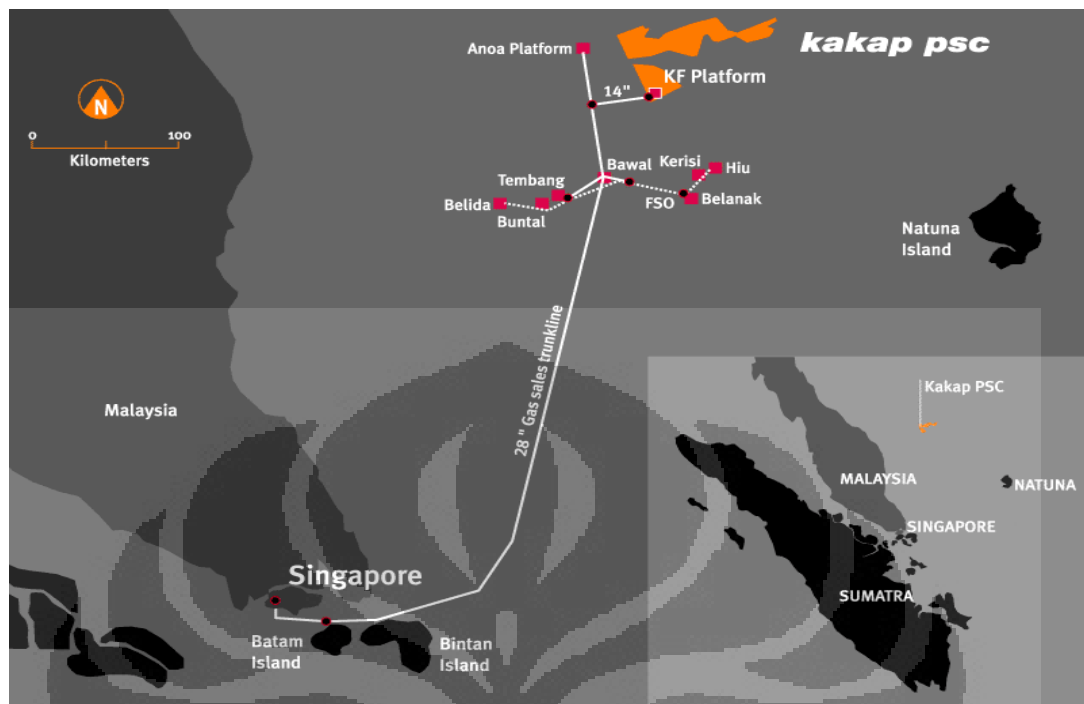 kakap psc
Anoa Platform
KF Platform
14"
N
0 100
Kilometers
Bawal
Kerisi
Hiu
Tembang
Belida
Buntal
FSO
Belanak
Natuna
Island
28 " Gas sales trunkline
Malaysia
Singapore
Batam
Island
Bintan
Island
Kakap PSC
MALAYSIA
NATUNA
SINGAPORE
SUMATRA